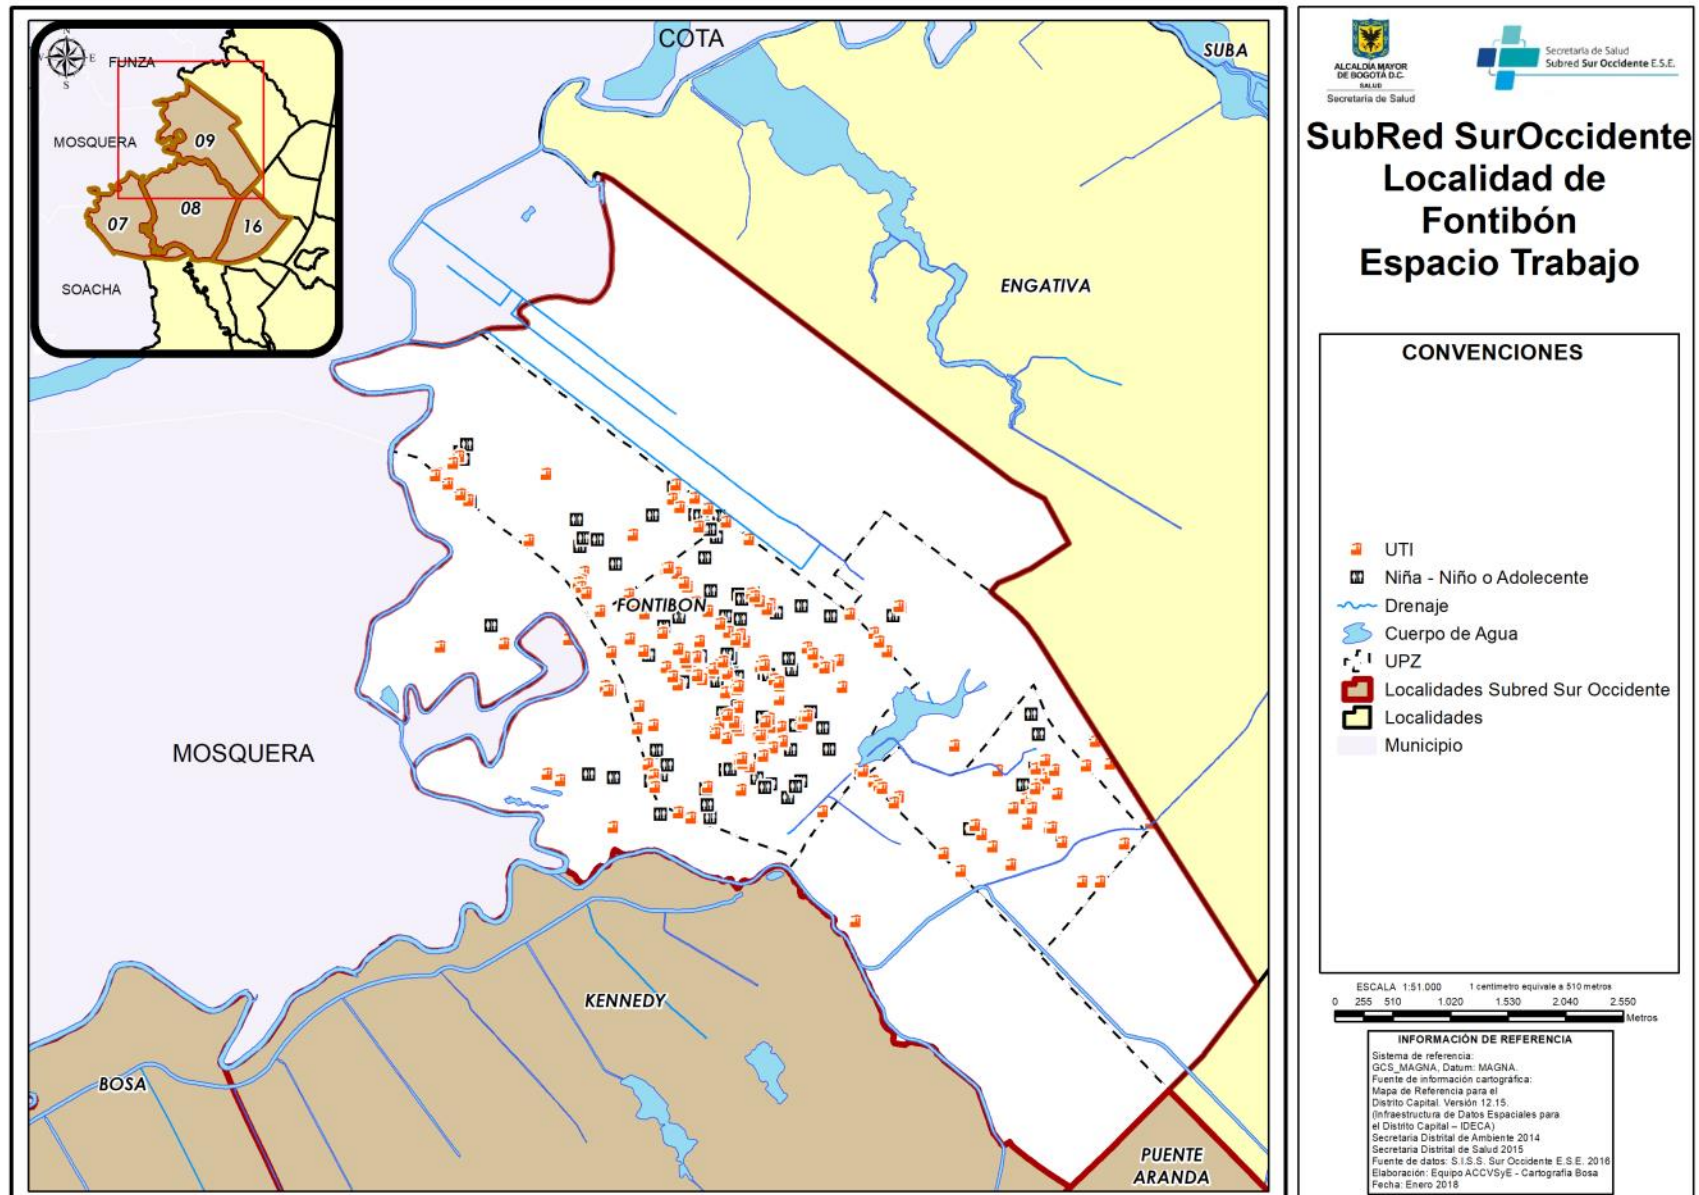 N
W
E
S
FUNZA
MOSQUERA
09
07
08
16
SOACHA
COTA
SUBA
ENGATIVA
FONTIBON
MOSQUERA
KENNEDY
BOSA
PUENTE
ARANDA
ALCALDÍA MAYOR
DE BOGOTÁ D.C.
SALUD
Secretaría de Salud
Secretaría de Salud
Subred Sur Occidente E.S.E.
SubRed SurOccidente
Localidad de
Fontibón
Espacio Trabajo
CONVENCIONES
UTI
Niña - Niño o Adolecente
Drenaje
Cuerpo de Agua
UPZ
Localidades Subred Sur Occidente
Localidades
Municipio
ESCALA 1:51.000 1 centimetro equivale a 510 metros
0 255 510 1.020 1.530 2.040 2.550
Metros
INFORMACIÓN DE REFERENCIA
Sistema de referencia:
GCS_MAGNA, Datum: MAGNA.
Fuente de información cartográfica:
Mapa de Referencia para el
Distrito Capital. Versión 12.15.
(Infraestructura de Datos Espaciales para
el Distrito Capital – IDECA)
Secretaria Distrital de Ambiente 2014
Secretaria Distrital de Salud 2015
Fuente de datos: S.I.S.S. Sur Occidente E.S.E. 2016
Elaboración: Equipo ACCVSyE - Cartografía Bosa
Fecha: Enero 2018